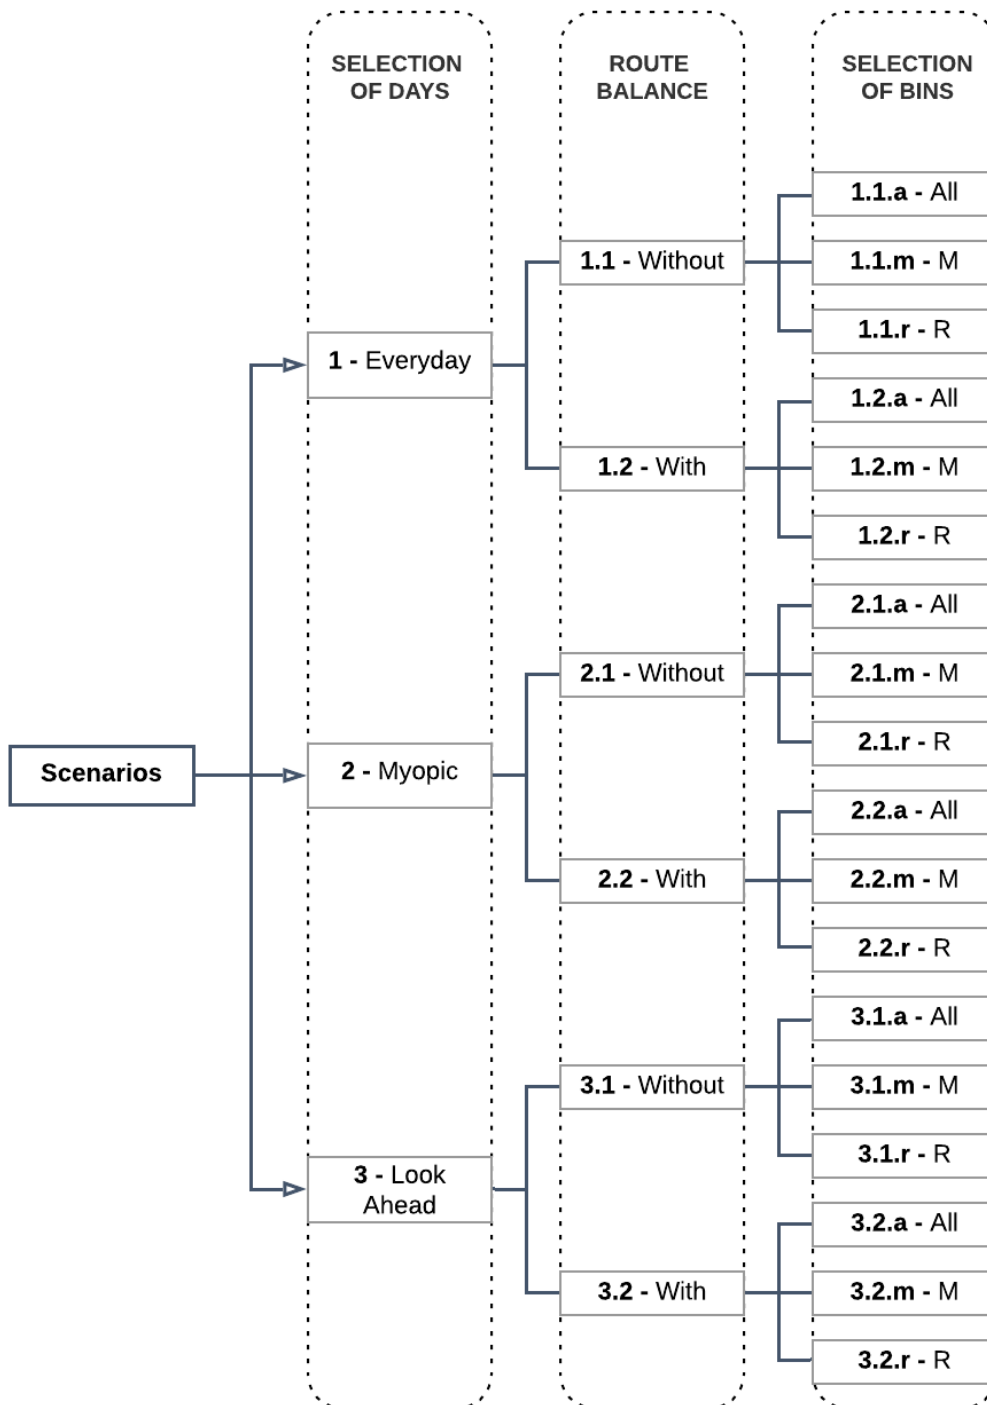 SELECTION
OF DAYS
ROUTE
BALANCE
SELECTION
OF BINS
Scenarios
1 - Everyday
2 - Myopic
3 - Look
Ahead
1.1 - Without
1.2 - With
2.1 - Without
2.2 - With
3.1 - Without
3.2 - With
1.1.a - All
1.1.m - M
1.1.r - R
1.2.a - All
1.2.m - M
1.2.r - R
2.1.a - All
2.1.m - M
2.1.r - R
2.2.a - All
2.2.m - M
2.2.r - R
3.1.a - All
3.1.m - M
3.1.r - R
3.2.a - All
3.2.m - M
3.2.r - R